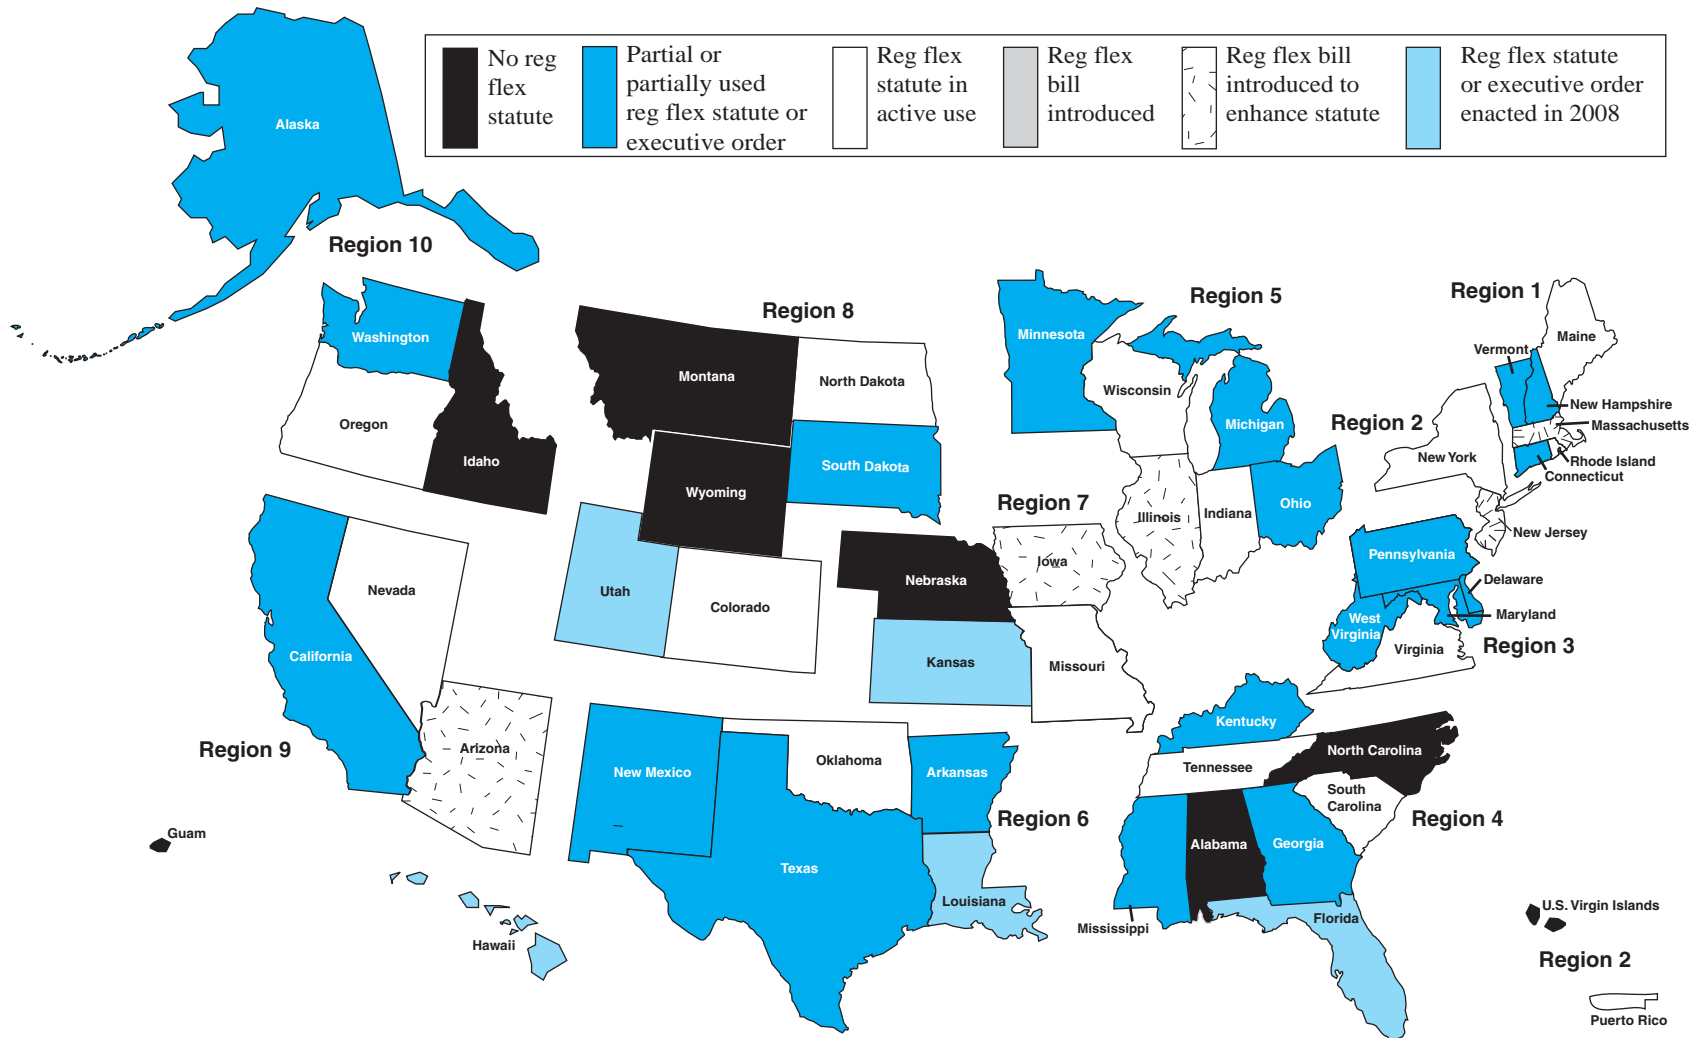 No reg
flex
statute
Partial or
partially used
reg flex statute or
executive order
Reg flex
statute in
active use
Reg flex
bill
introduced
Reg flex bill
introduced to
enhance statute
Reg flex statute
or executive order
enacted in 2008
Alaska
Region 10
Washington
Oregon
Idaho
Region 8
Montana
North Dakota
Wyoming
South Dakota
Utah
Colorado
Region 5
Minnesota
Wisconsin
Michigan
Illinois
Indiana
Ohio
Region 1
Maine
Vermont
New Hampshire
Massachusetts
Rhode Island
Connecticut
Region 2
New York
New Jersey
Region 7
Iowa
Nebraska
Kansas
Missouri
Pennsylvania
Delaware
Maryland
West
Virginia
Virginia
Region 3
Nevada
California
Arizona
Region 9
Guam
Hawaii
New Mexico
Oklahoma
Arkansas
Texas
Louisiana
Region 6
Kentucky
Tennessee
North Carolina
South
Carolina
Region 4
Alabama
Georgia
Mississippi
Florida
U.S. Virgin Islands
Region 2
Puerto Rico